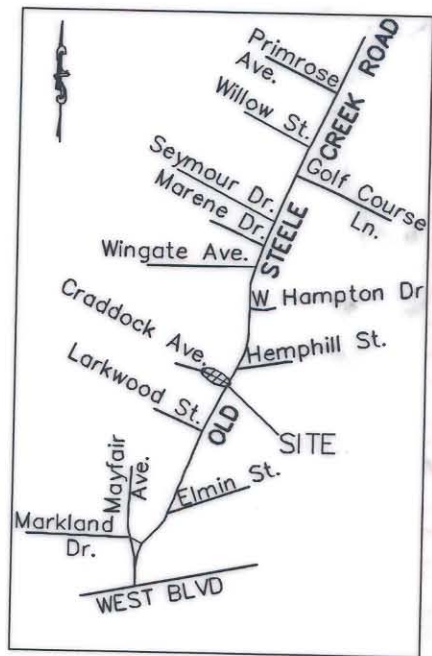 Primrose
Ave.
Willow St.
CREEK ROAD
Seymour Dr.
Golf Course
Ln.
Marene Dr.
STEELE
Wingate Ave.
W Hampton Dr
Craddock Ave.
Hemphill St.
Larkwood St.
OLD
SITE
Mayfair
Ave.
Elmin St.
Markland
Dr.
WEST BLVD